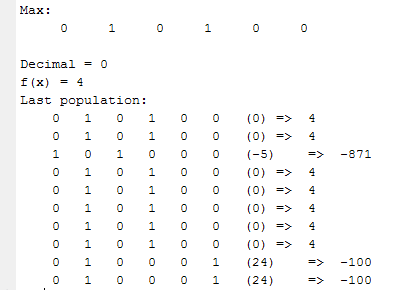 Max:
0 1 0 1 0 0
Decimal = 0
f(x) = 4
Last population:
0 1 0 1 0 0 (0) => 4
0 1 0 1 0 0 (0) => 4
1 0 1 0 0 0 (-5) => -871
0 1 0 1 0 0 (0) => 4
0 1 0 1 0 0 (0) => 4
0 1 0 1 0 0 (0) => 4
0 1 0 1 0 0 (0) => 4
0 1 0 1 0 0 (0) => 4
0 1 0 0 0 1 (24) => -100
0 1 0 0 0 1 (24) => -100